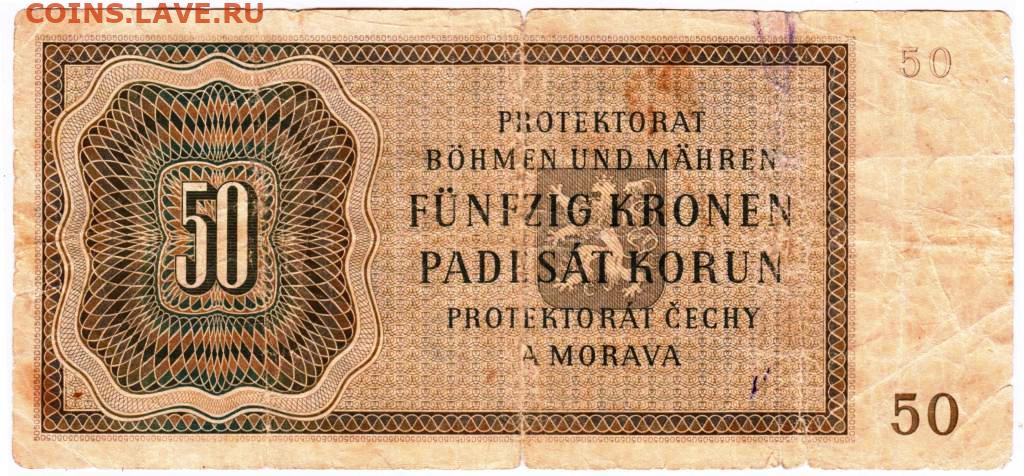 COINS.LAVE.RU
50
PROTEKTORAT
BÖHMEN UND MÄHREN
FÜNFZIG KRONEN
50
PADESÁT KORUN
PROTEKTORÁT ČECHY
A MORAVA
50